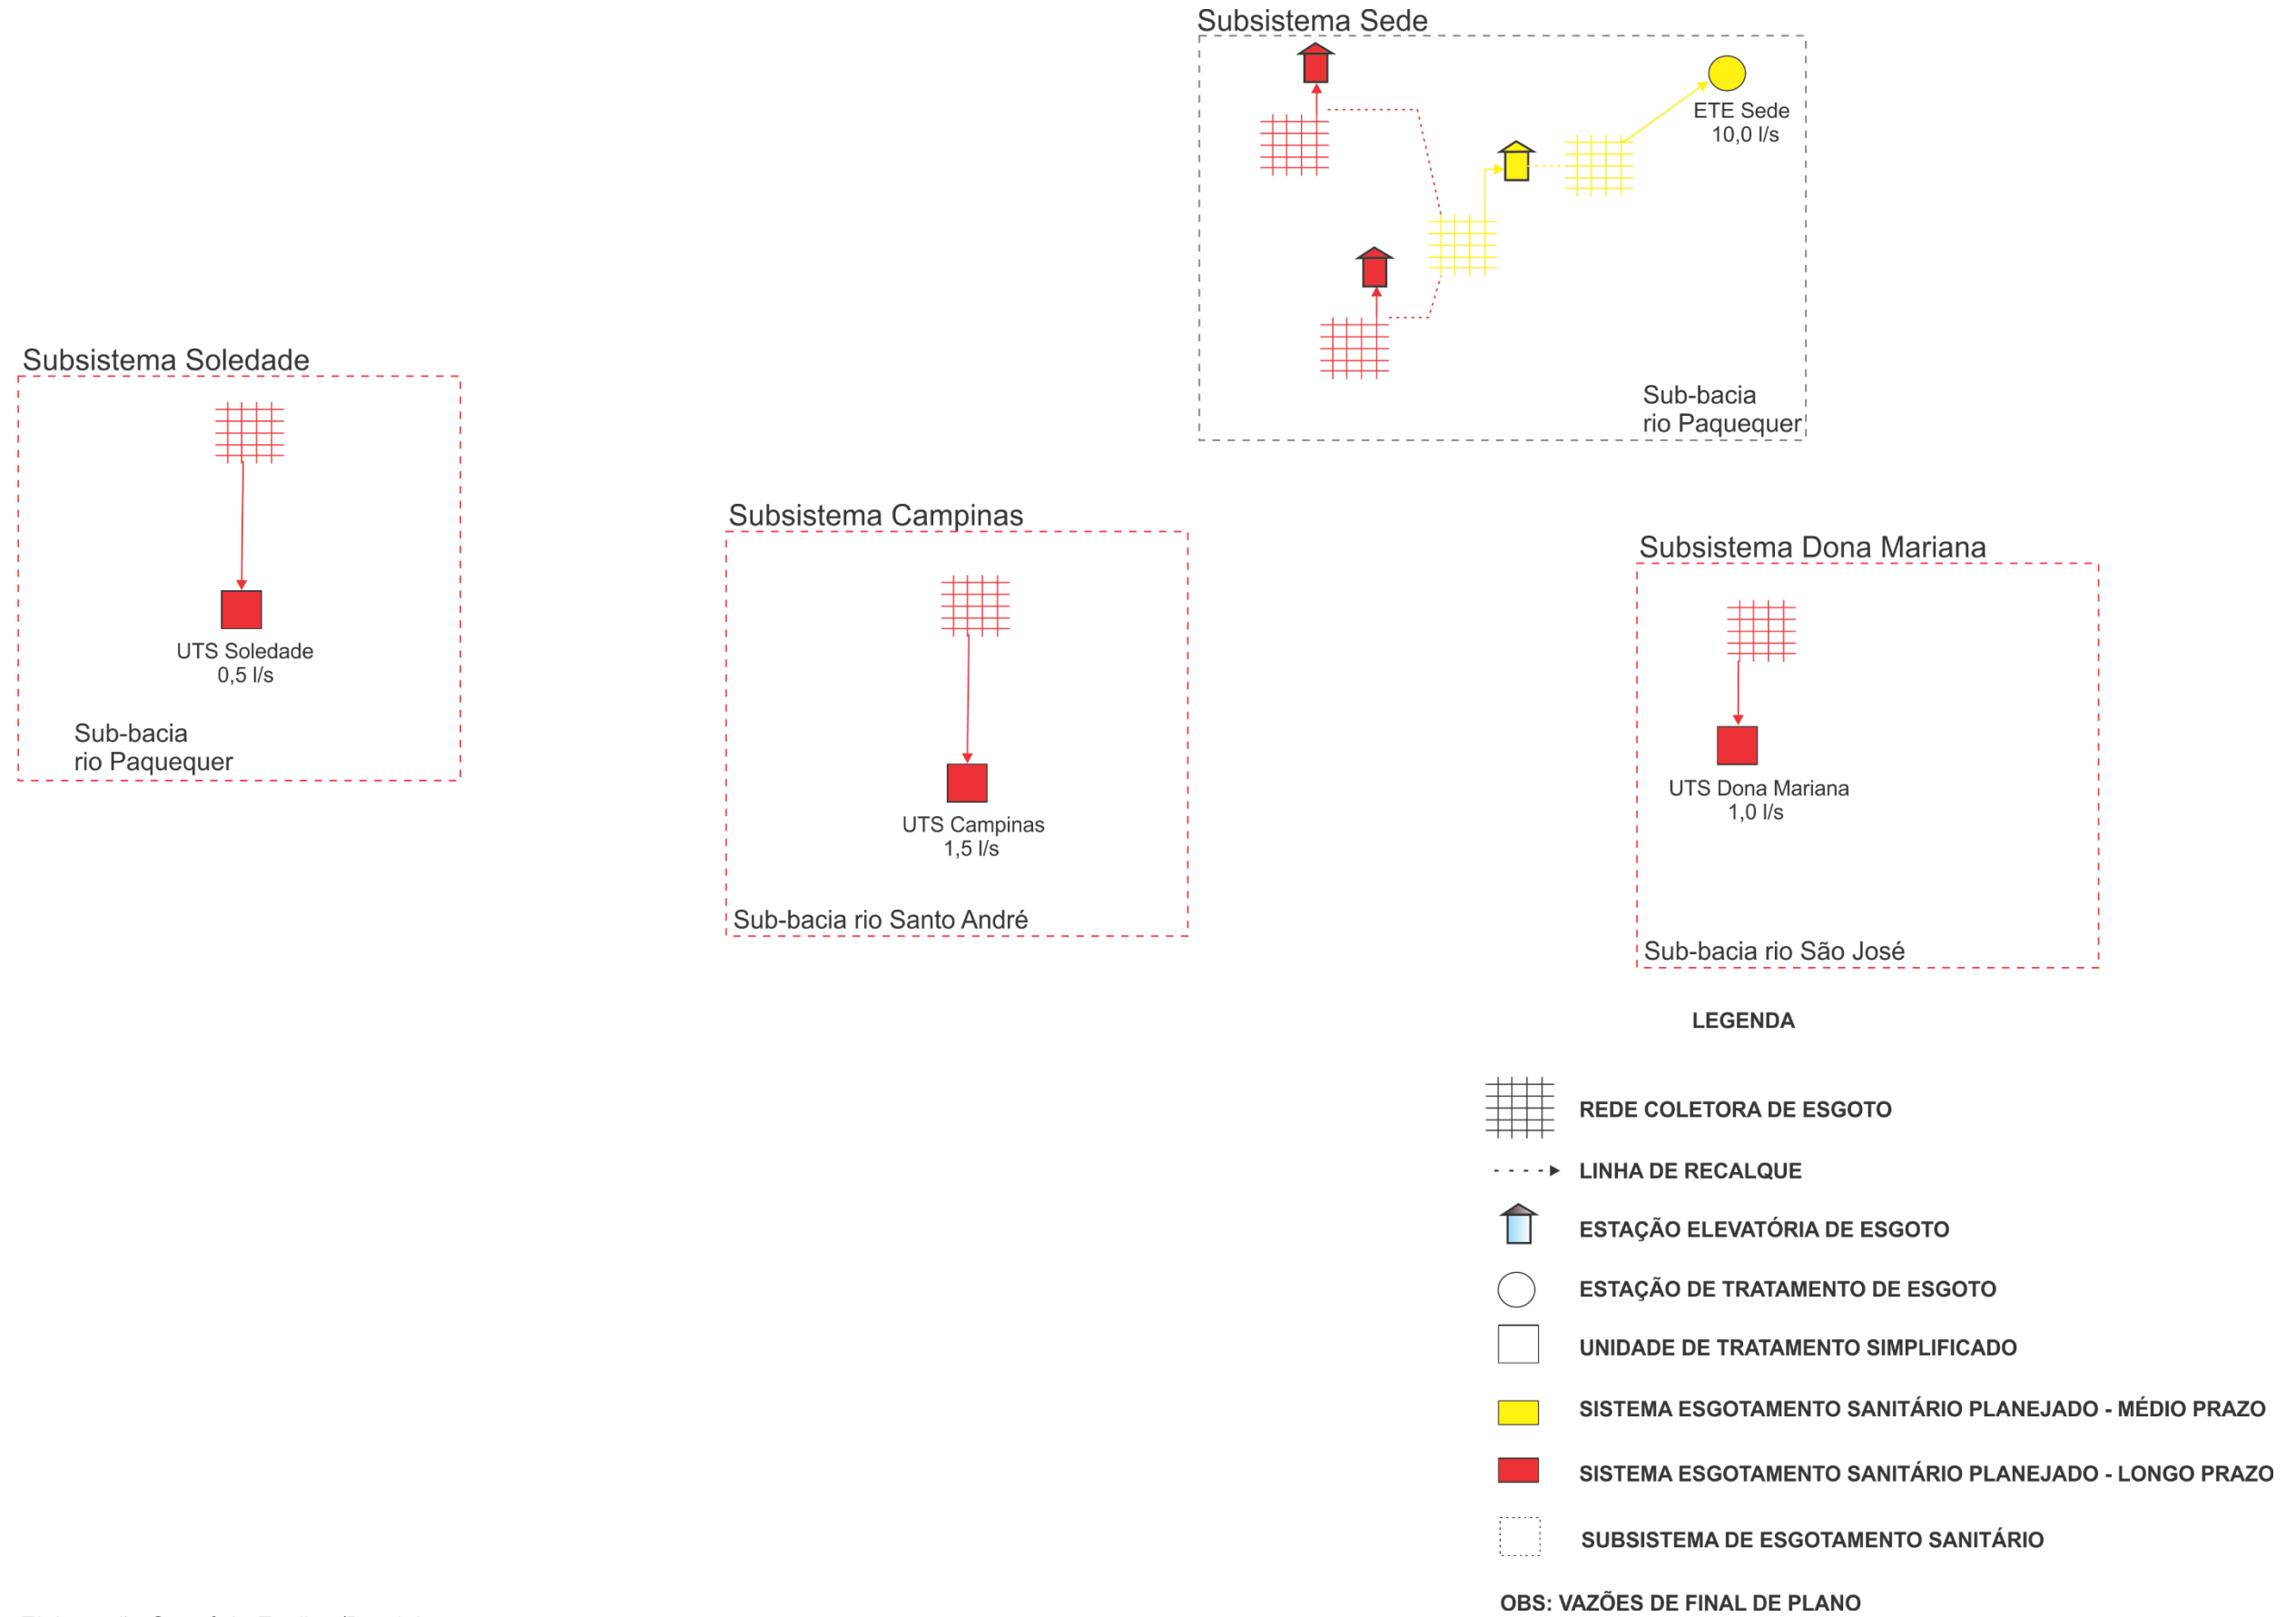 Subsistema Sede
ETE Sede
10,0 l/s
Sub-bacia
rio Paquequer
Subsistema Soledade
UTS Soledade
0,5 l/s
Sub-bacia
rio Paquequer
Subsistema Campinas
UTS Campinas
1,5 l/s
Sub-bacia rio Santo André
Subsistema Dona Mariana
UTS Dona Mariana
1,0 l/s
Sub-bacia rio São José
LEGENDA
REDE COLETORA DE ESGOTO
LINHA DE RECALQUE
ESTAÇÃO ELEVATÓRIA DE ESGOTO
ESTAÇÃO DE TRATAMENTO DE ESGOTO
UNIDADE DE TRATAMENTO SIMPLIFICADO
SISTEMA ESGOTAMENTO SANITÁRIO PLANEJADO - MÉDIO PRAZO
SISTEMA ESGOTAMENTO SANITÁRIO PLANEJADO - LONGO PRAZO
SUBSISTEMA DE ESGOTAMENTO SANITÁRIO
OBS: VAZÕES DE FINAL DE PLANO